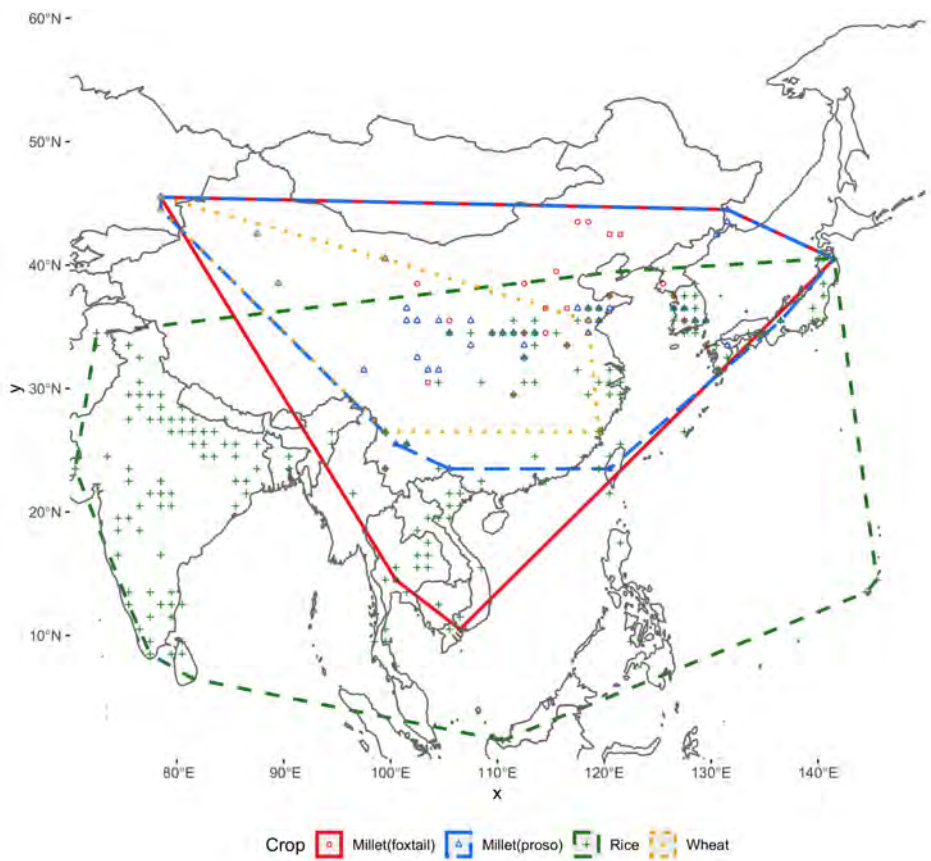 60°N
50°N
40°N
30°N
20°N
10°N
y
80°E 90°E 100°E 110°E 120°E 130°E 140°E
x
Crop Millet(foxtail) Millet(proso) Rice Wheat